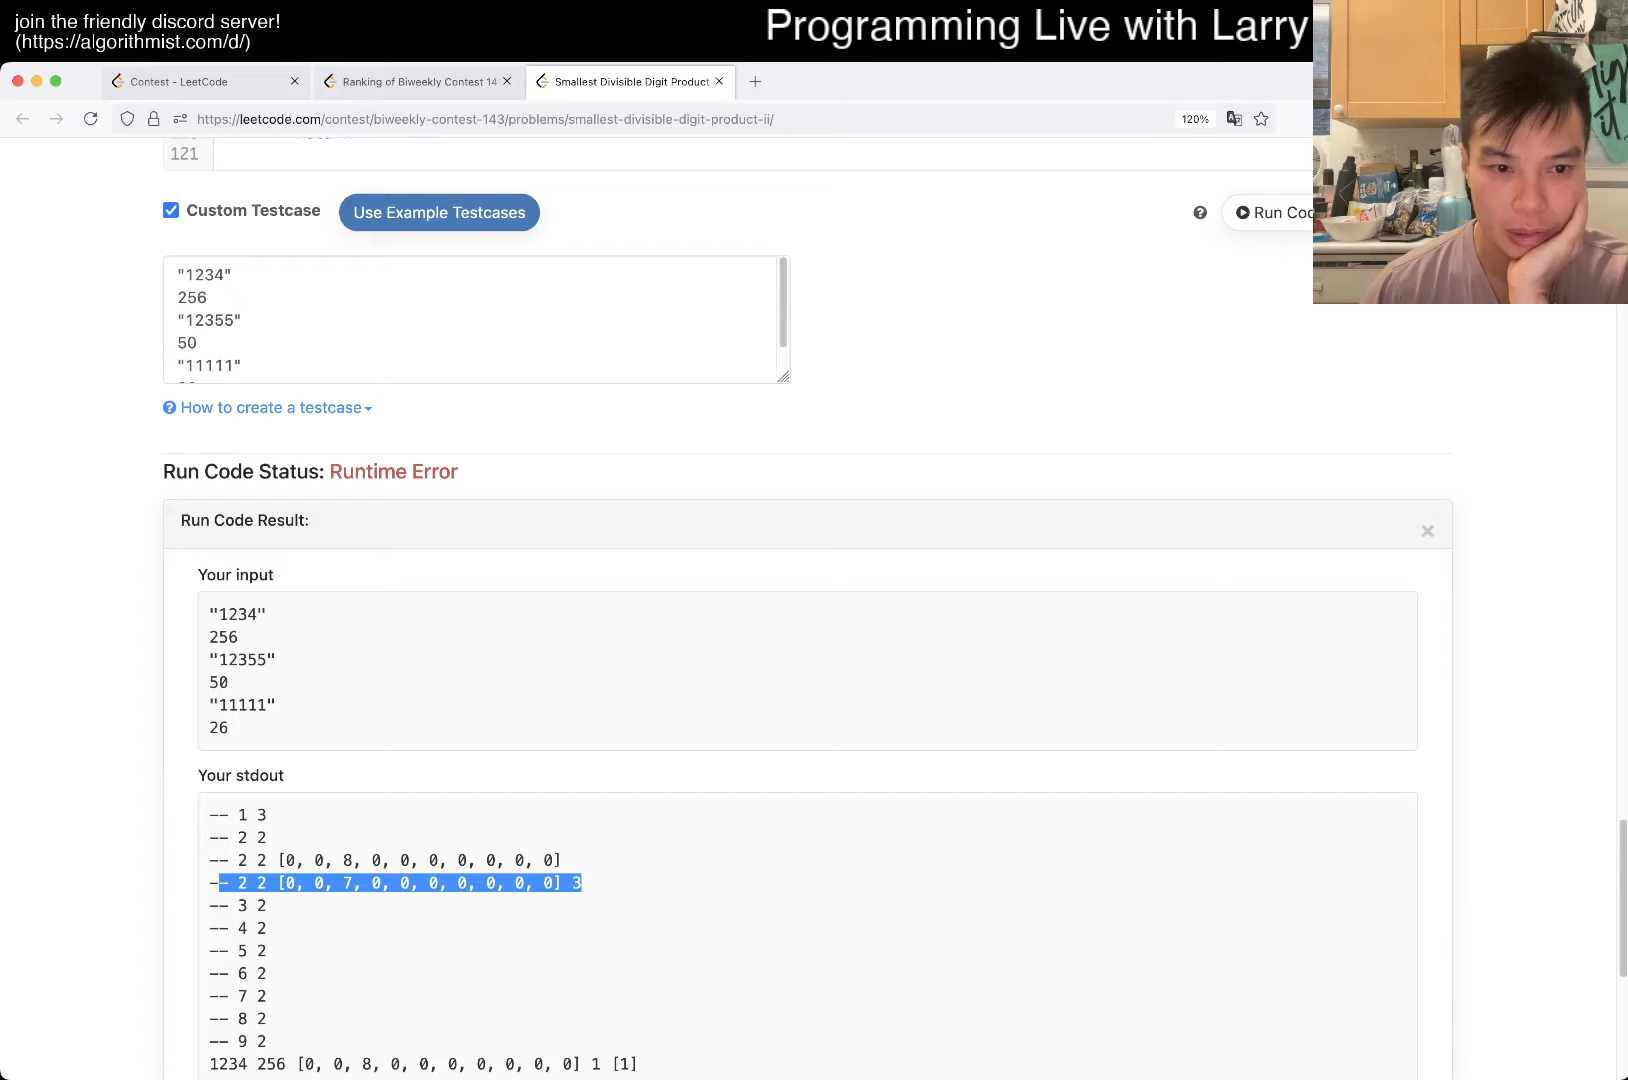 join the friendly discord server!
(https://algorithmist.com/d/)
Programming Live with Larry
Contest - LeetCode
Ranking of Biweekly Contest 14
Smallest Divisible Digit Product
https://leetcode.com/contest/biweekly-contest-143/problems/smallest-divisible-digit-product-ii/
120%
121
Custom Testcase
Use Example Testcases
Run Coc
"1234"
256
"12355"
50
"11111"
How to create a testcase
Run Code Status: Runtime Error
Run Code Result:
Your input
"1234"
256
"12355"
50
"11111"
26
Your stdout
-- 1 3
-- 2 2
-- 2 2 [0, 0, 8, 0, 0, 0, 0, 0, 0, 0]
-- 2 2 [0, 0, 7, 0, 0, 0, 0, 0, 0, 0] 3
-- 3 2
-- 4 2
-- 5 2
-- 6 2
-- 7 2
-- 8 2
-- 9 2
1234 256 [0, 0, 8, 0, 0, 0, 0, 0, 0, 0] 1 [1]